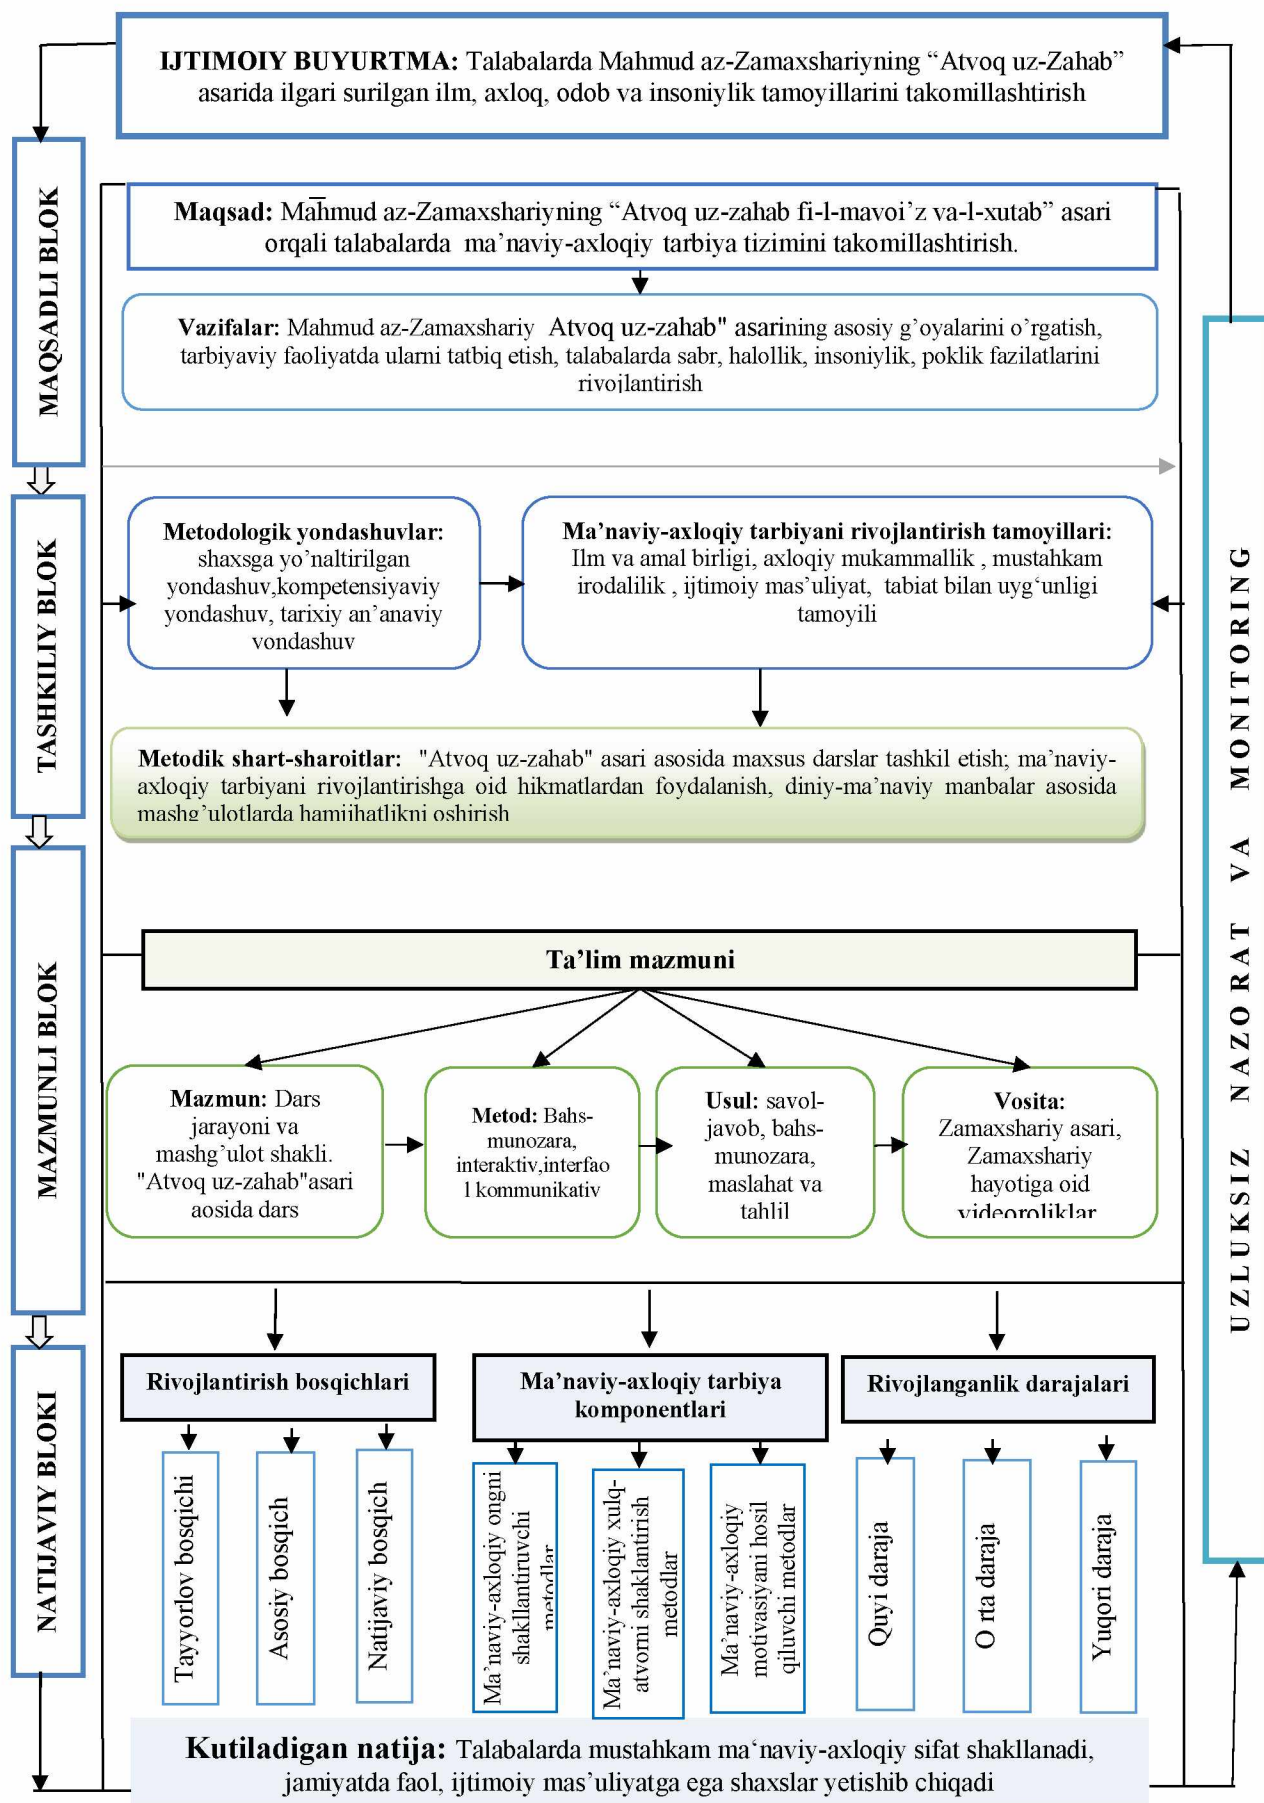 IJTIMOIY BUYURTMA: Talabalarda Mahmud az-Zamaxshariyning “Atvoq uz-Zahab”
asarida ilgari surilgan ilm, axloq, odob va insoniylik tamoyillarini takomillashtirish
MAQSADLI BLOK
Maqsad: Mahmud az-Zamaxshariyning “Atvoq uz-zahab fi-l-mavoi’z va-l-xutab” asari
orqali talabalarda ma’naviy-axloqiy tarbiya tizimini takomillashtirish.
Vazifalar: Mahmud az-Zamaxshariy Atvoq uz-zahab" asarining asosiy g’oyalarini o’rgatish,
tarbiyaviy faoliyatda ularni tatbiq etish, talabalarda sabr, halollik, insoniylik, poklik fazilatlarini
rivojlantirish
TASHKILIY BLOK
Metodologik yondashuvlar:
shaxsga yo’naltirilgan
yondashuv,kompetensiyaviy
yondashuv, tarixiy an’anaviy
yondashuv
Ma’naviy-axloqiy tarbiyani rivojlantirish tamoyillari:
Ilm va amal birligi, axloqiy mukammallik , mustahkam
irodalilik , ijtimoiy mas’uliyat, tabiat bilan uyg‘unligi
tamoyili
Metodik shart-sharoitlar: "Atvoq uz-zahab" asari asosida maxsus darslar tashkil etish; ma’naviy-
axloqiy tarbiyani rivojlantirishga oid hikmatlardan foydalanish, diniy-ma’naviy manbalar asosida
mashg’ulotlarda hamjihatlikni oshirish
MAZMUNLI BLOK
Ta’lim mazmuni
Mazmun: Dars
jarayoni va
mashg’ulot shakli.
"Atvoq uz-zahab"asari
aosida dars
Metod: Bahs-
munozara,
interaktiv,interfao
l kommunikativ
Usul: savol-
javob, bahs-
munozara,
maslahat va
tahlil
Vosita:
Zamaxshariy asari,
Zamaxshariy
hayotiga oid
videoroliklar
NATIJAVIY BLOKI
Rivojlantirish bosqichlari
Tayyorlov bosqichi
Asosiy bosqich
Natijaviy bosqich
Ma’naviy-axloqiy tarbiya
komponentlari
Ma’naviy-axloqiy ongni
shakllantiruvchi
metodlar
Ma’naviy-axloqiy xulq-
atvorni shaklantirish
metodlar
Ma’naviy-axloqiy
motivasiyani hosil
qiluvchi metodlar
Rivojlanganlik darajalari
Quyi daraja
O rta daraja
Yuqori daraja
Kutiladigan natija: Talabalarda mustahkam ma‘naviy-axloqiy sifat shakllanadi,
jamiyatda faol, ijtimoiy mas’uliyatga ega shaxslar yetishib chiqadi
UZLUKSIZ NAZORAT VA MONITORING